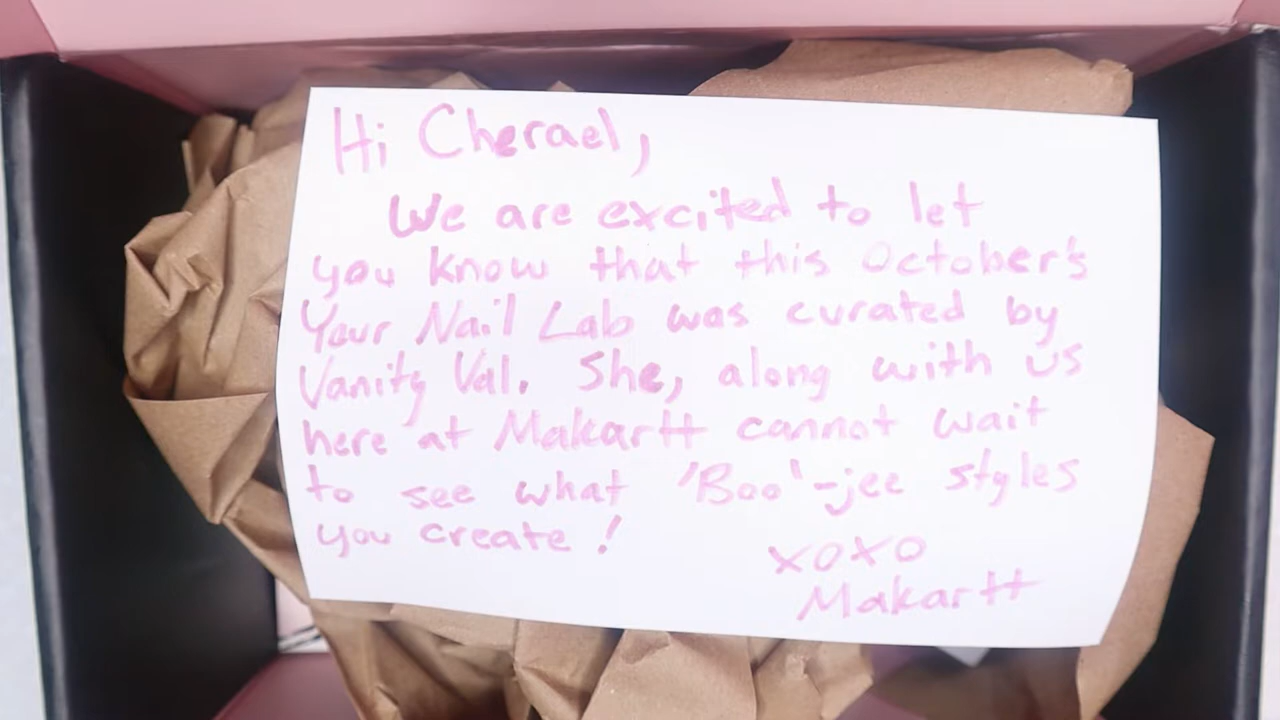 Hi Cherael,
We are excited to let
you know that this October's
Your Nail Lab was curated by
Vanity Val. She, along with us
here at Makartt cannot wait
to see what 'Boo'-jee styles
you create!
xoxo
Makartt